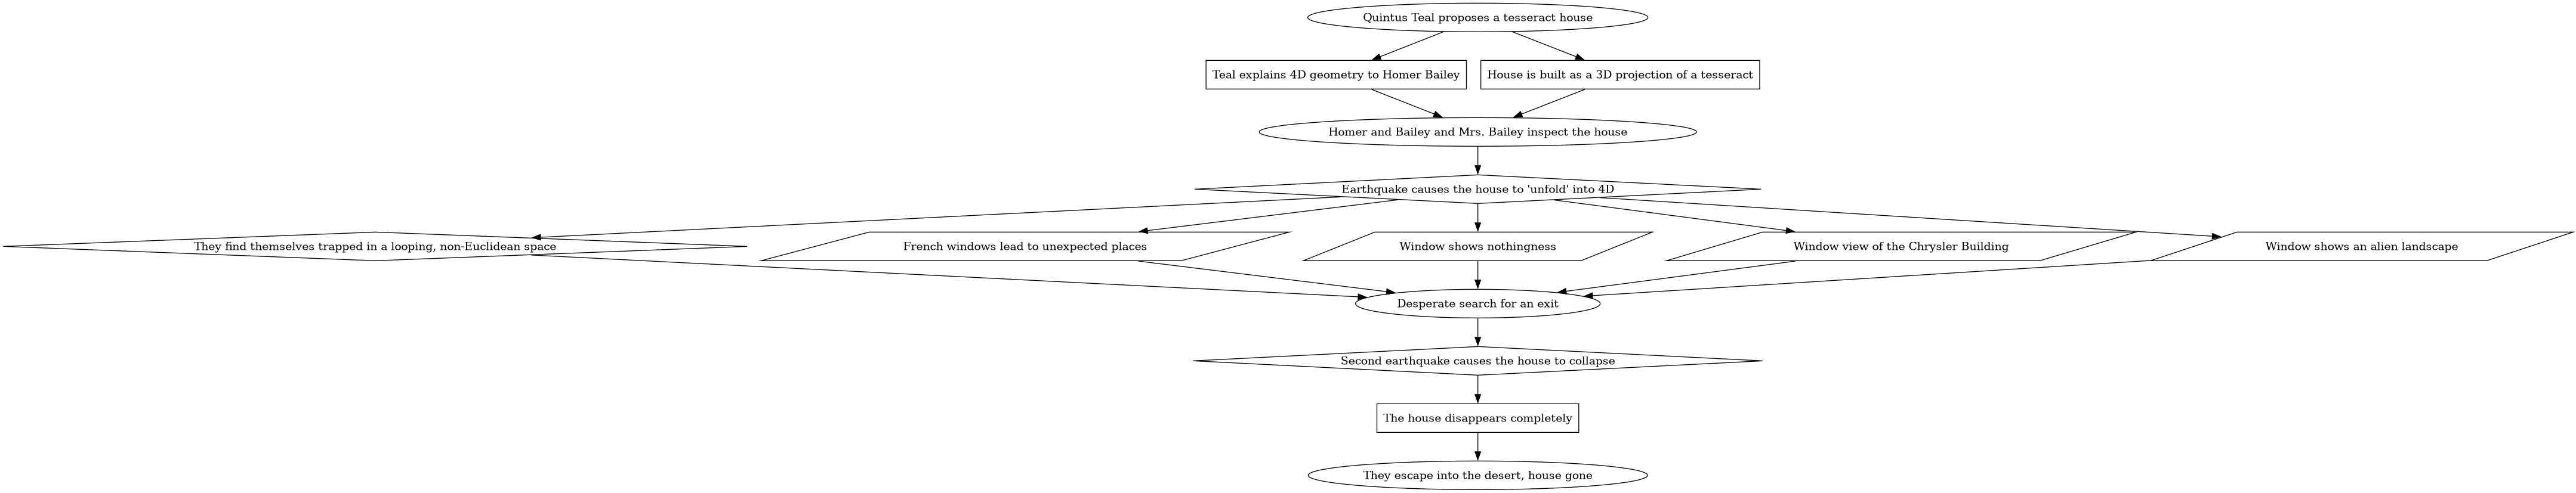 Quintus Teal proposes a tesseract house
Teal explains 4D geometry to Homer Bailey
House is built as a 3D projection of a tesseract
Homer and Bailey and Mrs. Bailey inspect the house
Earthquake causes the house to 'unfold' into 4D
They find themselves trapped in a looping, non-Euclidean space
French windows lead to unexpected places
Window shows nothingness
Window view of the Chrysler Building
Window shows an alien landscape
Desperate search for an exit
Second earthquake causes the house to collapse
The house disappears completely
They escape into the desert, house gone